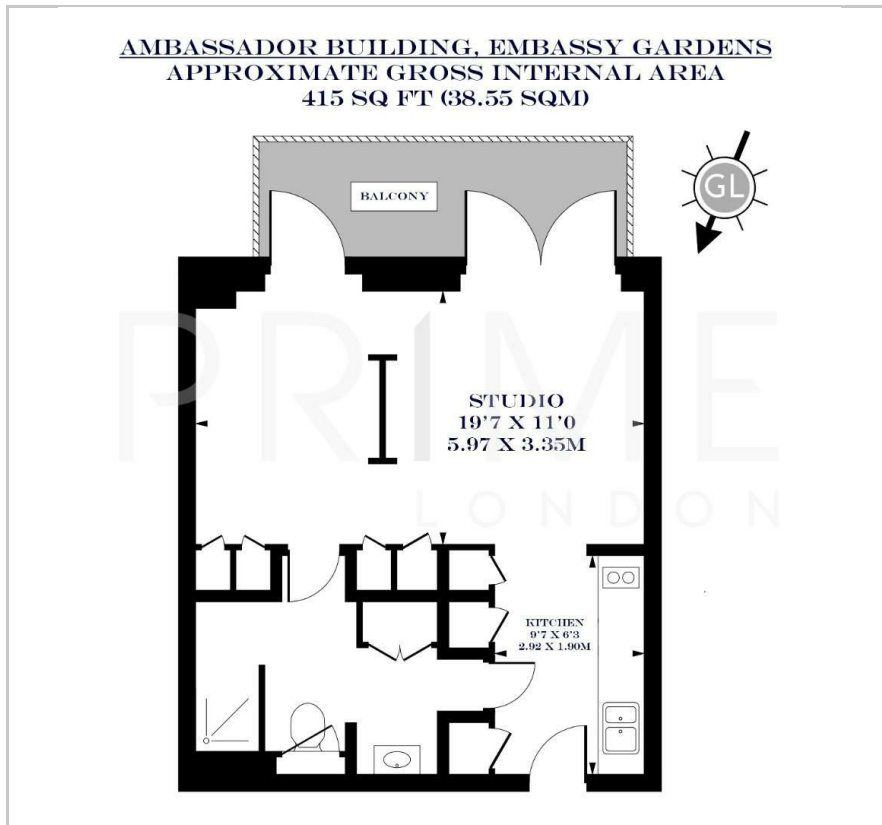 AMBASSADOR BUILDING, EMBASSY GARDENS
APPROXIMATE GROSS INTERNAL AREA
415 SQ FT (38.55 SQM)
BALCONY
GL
PRIME
LONDON
STUDIO
19'7 X 11'0
5.97 X 3.35M
KITCHEN
9'7 X 6'3
2.92 X 1.90M